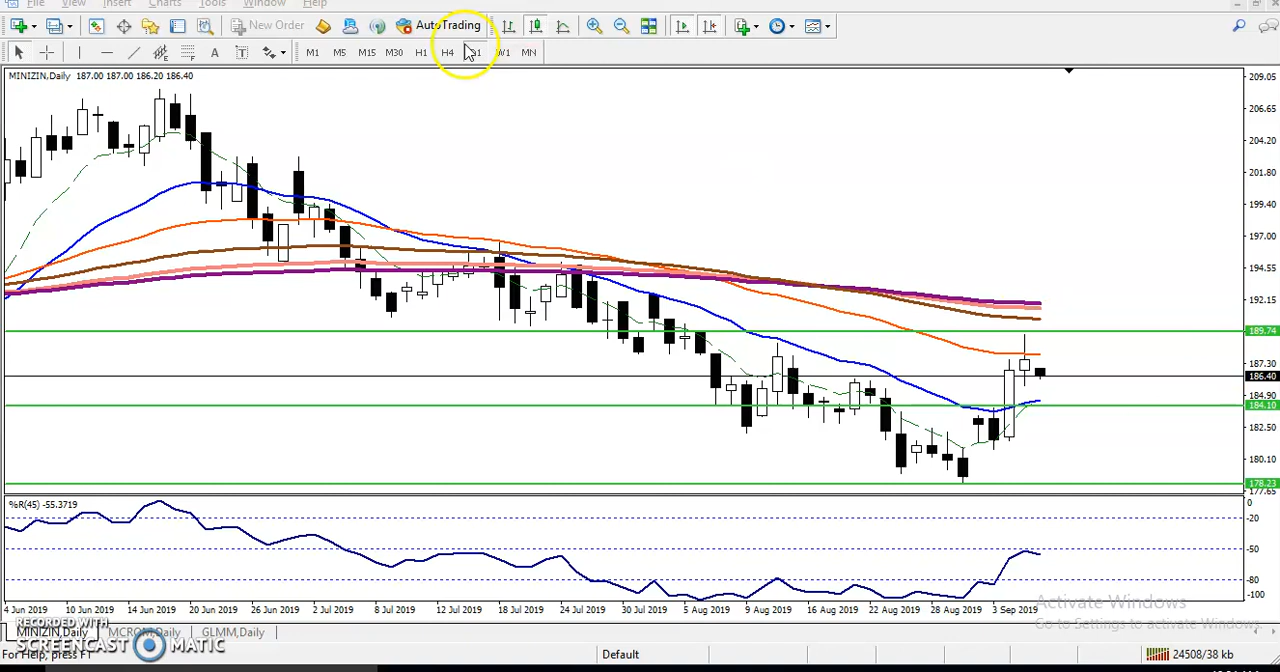 File View Insert Charts Tools Window Help
New Order AutoTrading
M1 M5 M15 M30 H1 H4 D1 W1 MN
MINIZIN,Daily 187.00 187.00 186.20 186.40
209.05
206.65
204.20
201.80
199.40
197.00
194.55
192.15
189.74
187.30
186.40
184.90
184.10
182.50
180.10
178.23
177.65
%R(45) -55.3719
0
-20
-50
-80
-100
4 Jun 2019 10 Jun 2019 14 Jun 2019 20 Jun 2019 26 Jun 2019 2 Jul 2019 8 Jul 2019 12 Jul 2019 18 Jul 2019 24 Jul 2019 30 Jul 2019 5 Aug 2019 9 Aug 2019 16 Aug 2019 22 Aug 2019 28 Aug 2019 3 Sep 2019
Activate Windows
Go to Settings to activate Windows.
RECORDED WITH
SCREENCAST MATIC
MINIZIN,Daily MCROM,Daily GLMM,Daily
For Help, press F1 Default 24508/38 kb